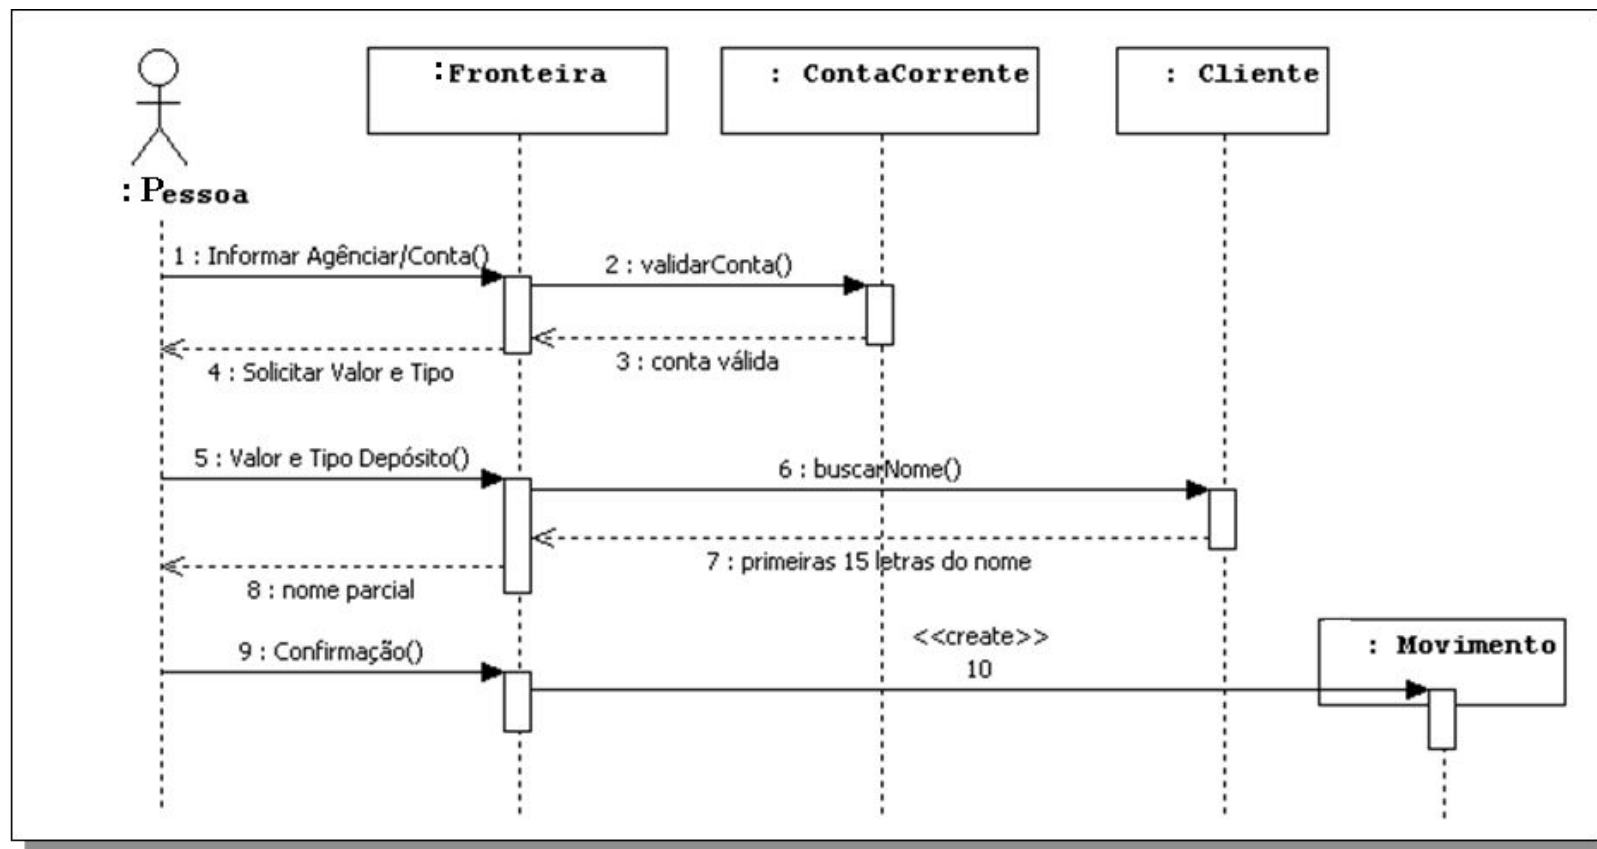 :Fronteira
: ContaCorrente
: Cliente
: Pessoa
1 : Informar Agênciar/Conta()
2 : validarConta()
3 : conta válida
4 : Solicitar Valor e Tipo
5 : Valor e Tipo Depósito()
6 : buscarNome()
7 : primeiras 15 letras do nome
8 : nome parcial
<<create>>
: Movimento
9 : Confirmação()
10